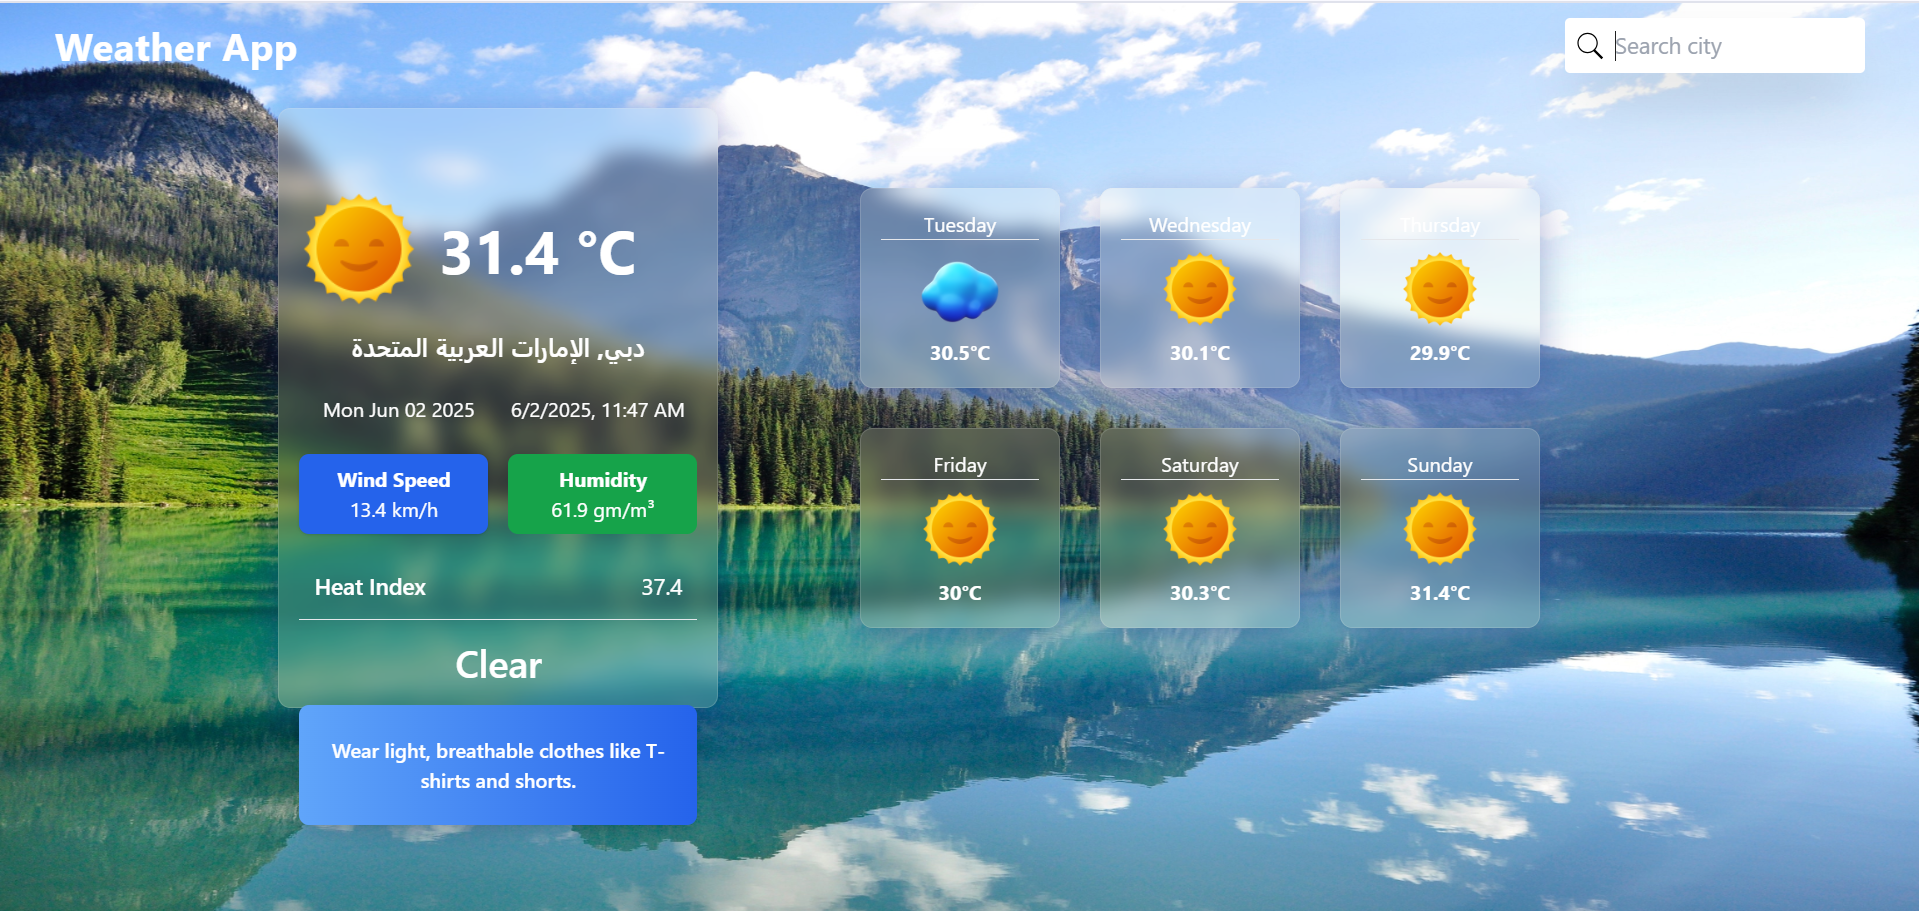 Weather App
Search city
31.4 °C
دبي, الإمارات العربية المتحدة
Mon Jun 02 2025
6/2/2025, 11:47 AM
Wind Speed
13.4 km/h
Humidity
61.9 gm/m³
Heat Index
37.4
Clear
Wear light, breathable clothes like T-
shirts and shorts.
Tuesday
30.5°C
Wednesday
30.1°C
Thursday
29.9°C
Friday
30°C
Saturday
30.3°C
Sunday
31.4°C